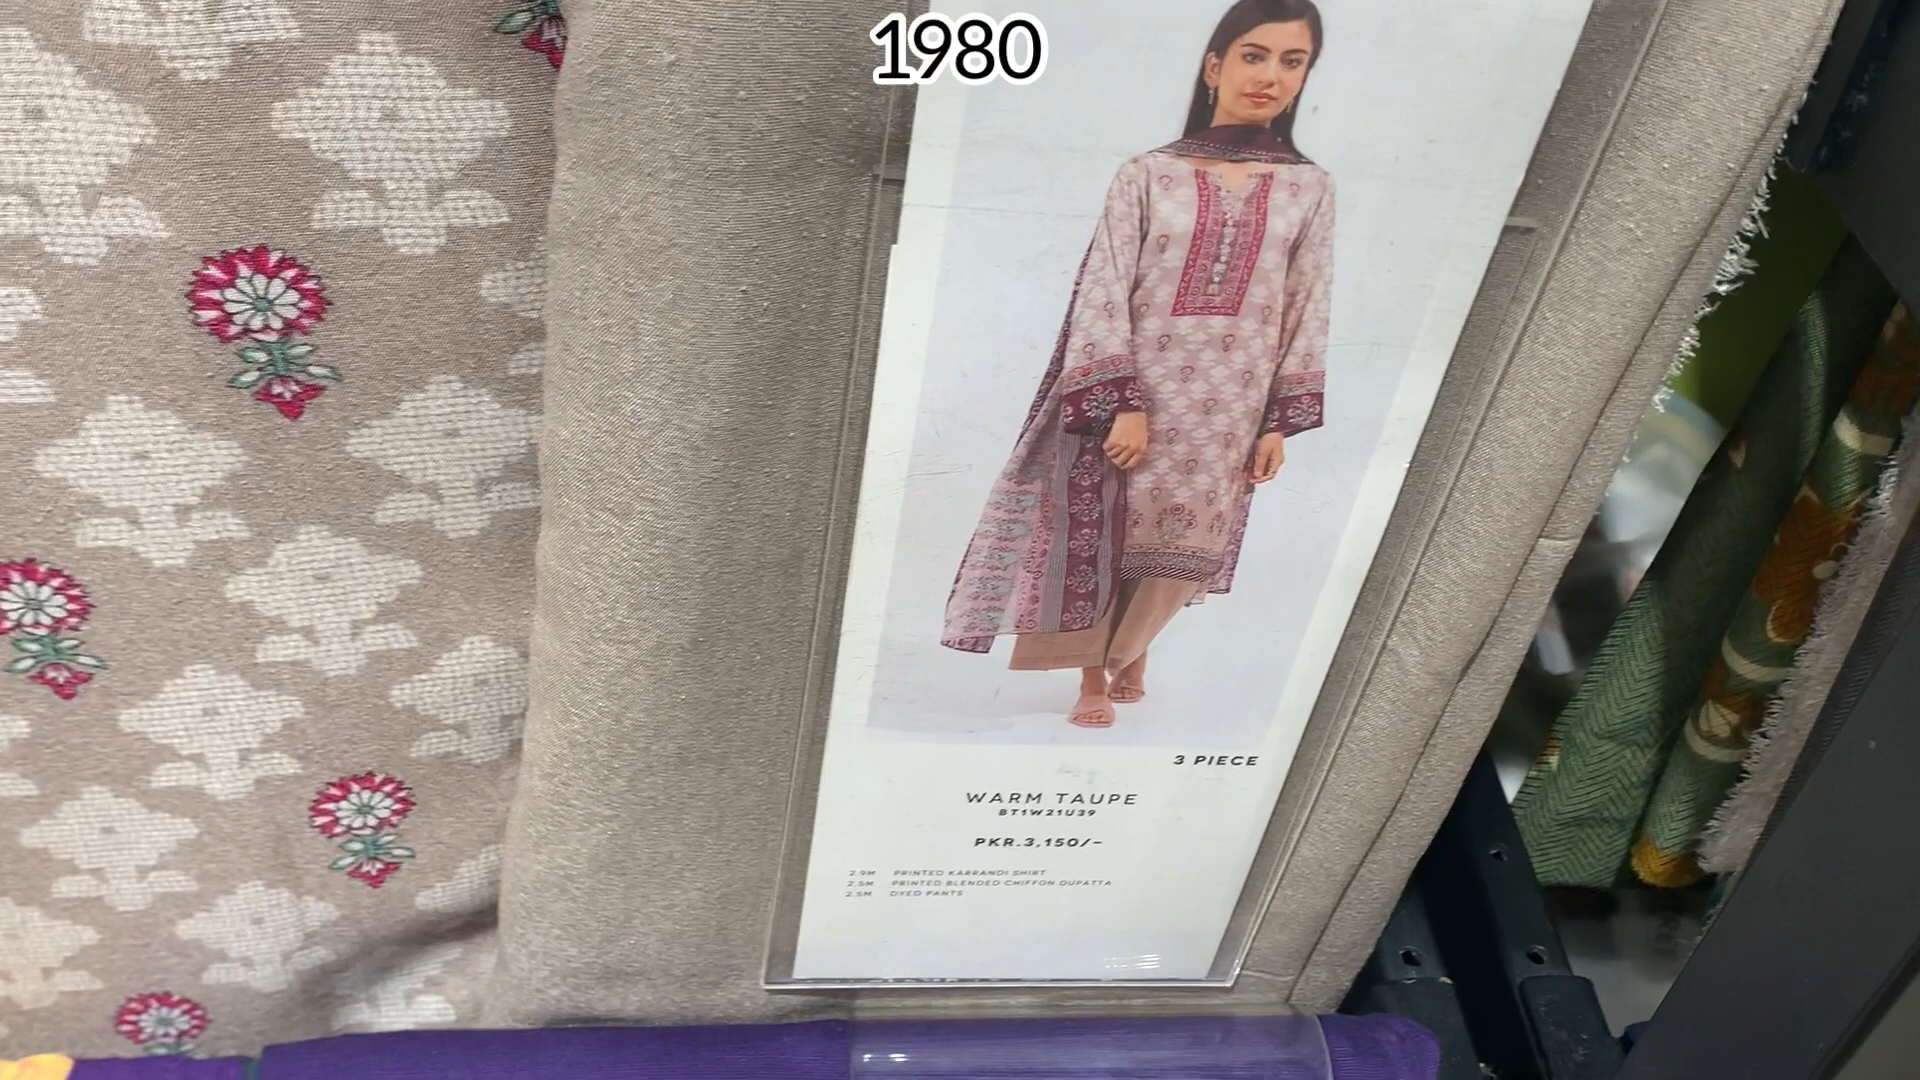 1980
3 PIECE
WARM TAUPE
BT1W21U39
PKR.3,150/-
2.9M PRINTED KARRANDI SHIRT
2.5M PRINTED BLENDED CHIFFON DUPATTA
2.5M DYED PANTS